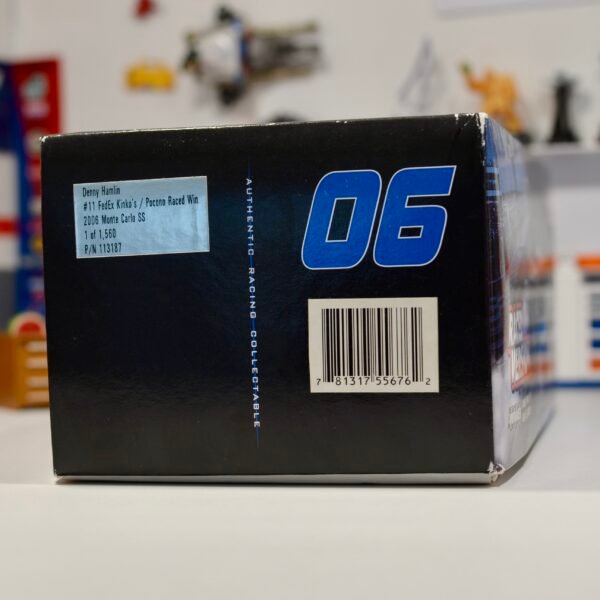 Denny Hamlin
#11 FedEx Kinko's / Pocono Raced Win
2006 Monte Carlo SS
1 of 1,560
P/N 113187
AUTHENTIC RACING COLLECTABLE
06
7 81317 55676 2